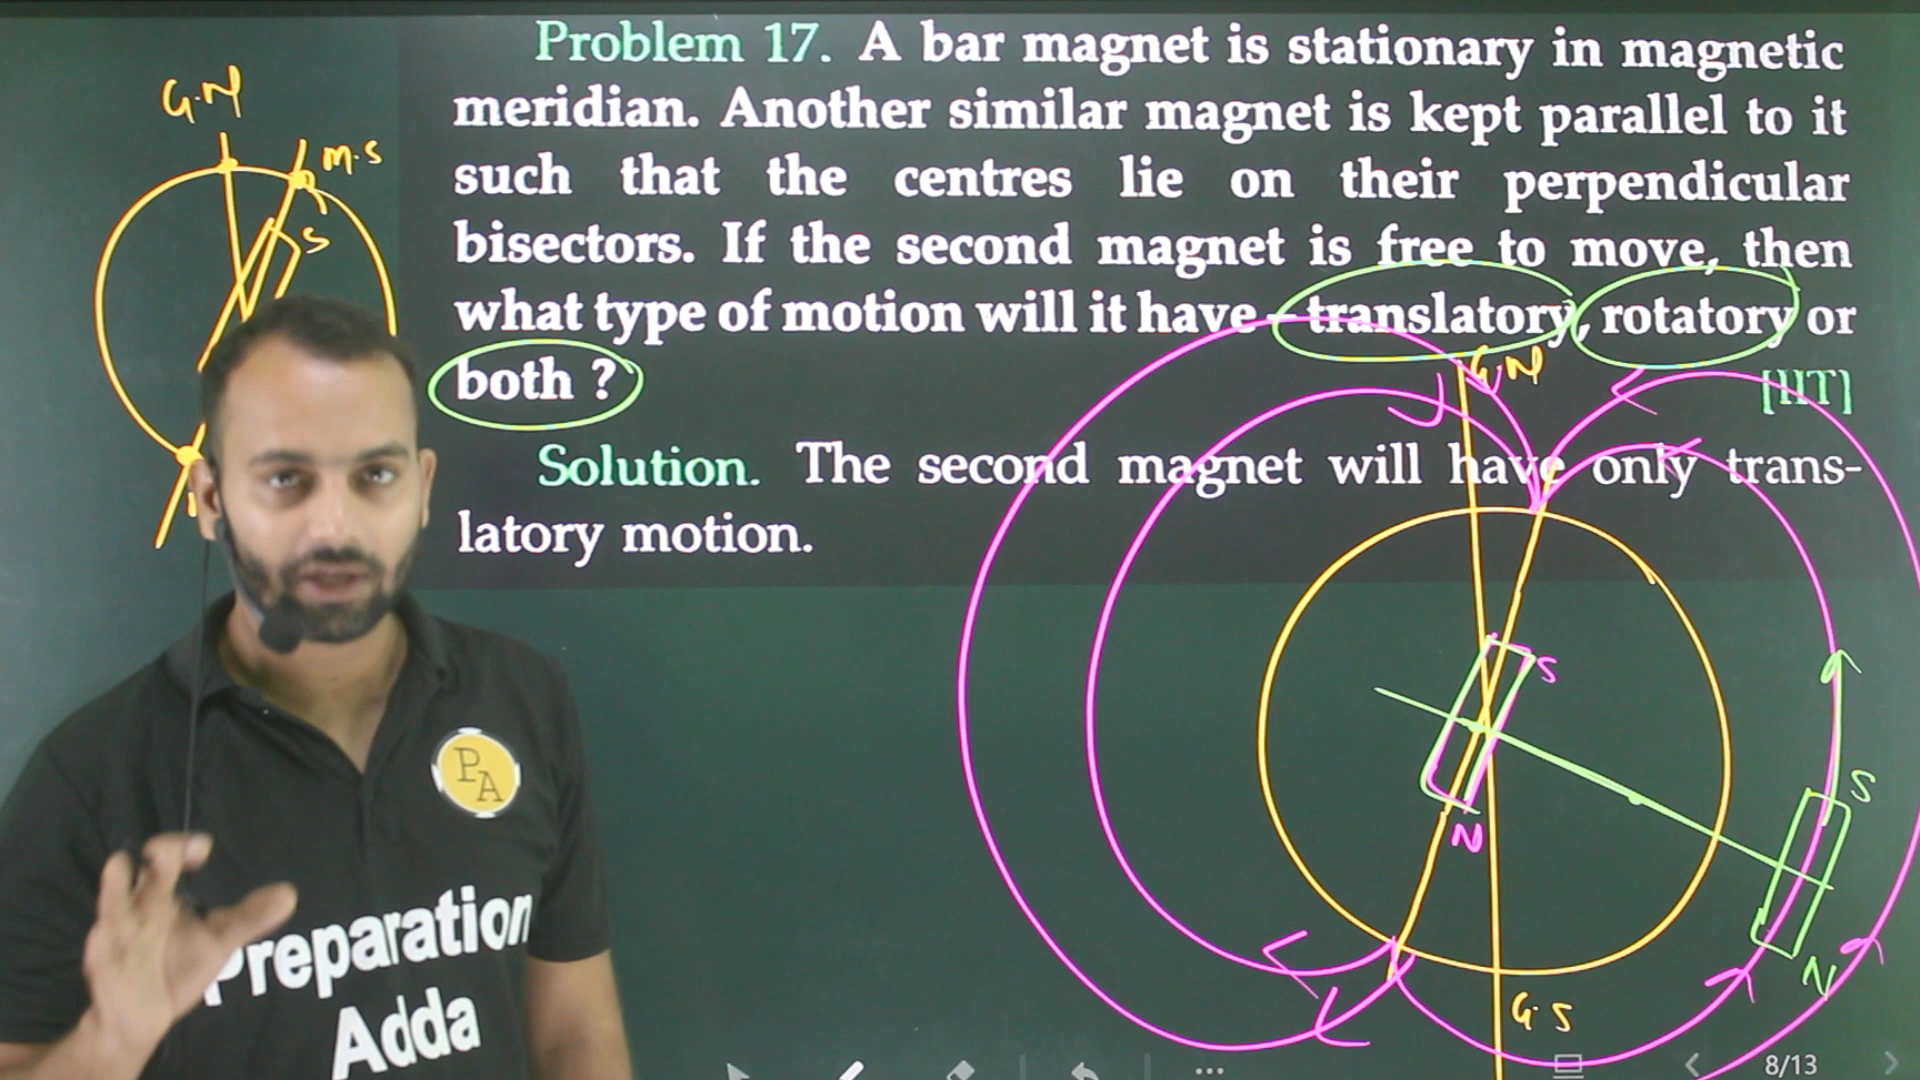 Problem 17. A bar magnet is stationary in magnetic
meridian. Another similar magnet is kept parallel to it
such that the centres lie on their perpendicular
bisectors. If the second magnet is free to move, then
what type of motion will it have – translatory, rotatory or
both ?
[IIT]
Solution. The second magnet will have only trans-
latory motion.
G.N
M.S
S
G.N
S
N
S
N
G.S
P
A
Preparation
Adda
8/13